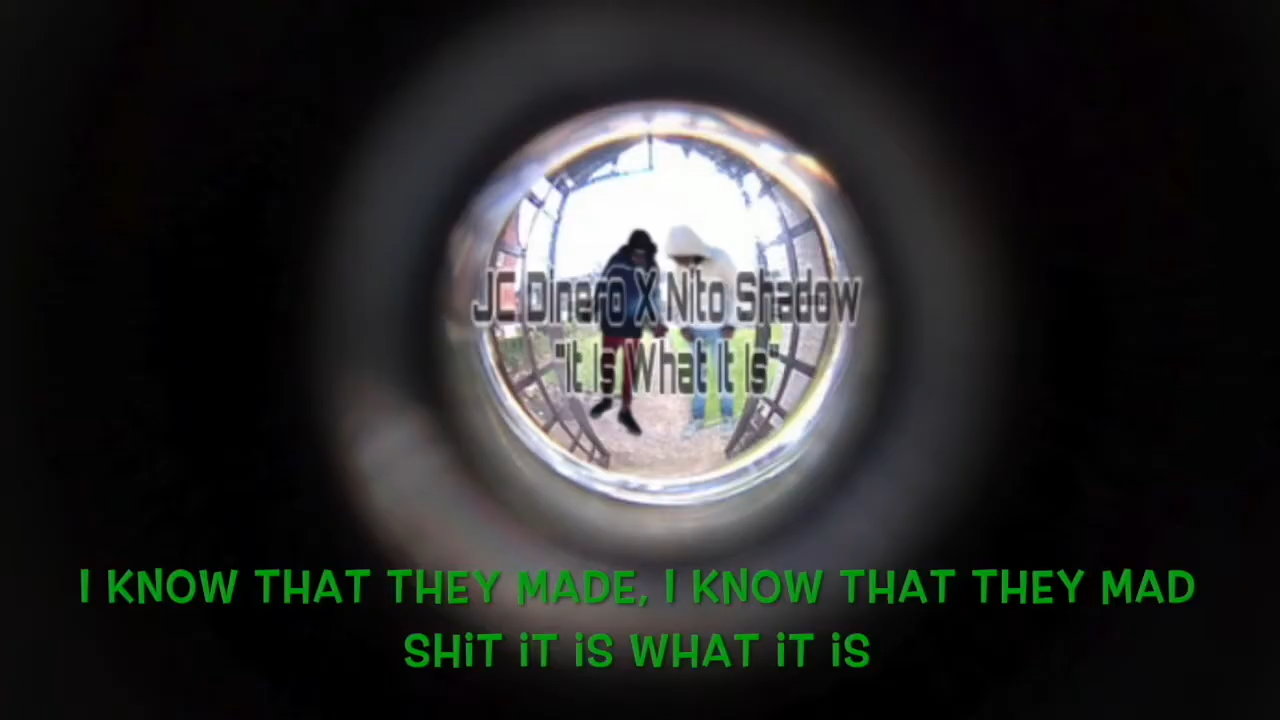 JC Dinero X Nito Shadow
"It Is What It Is"
I KNOW THAT THEY MADE, I KNOW THAT THEY MAD
SHiT iT iS WHAT iT iS